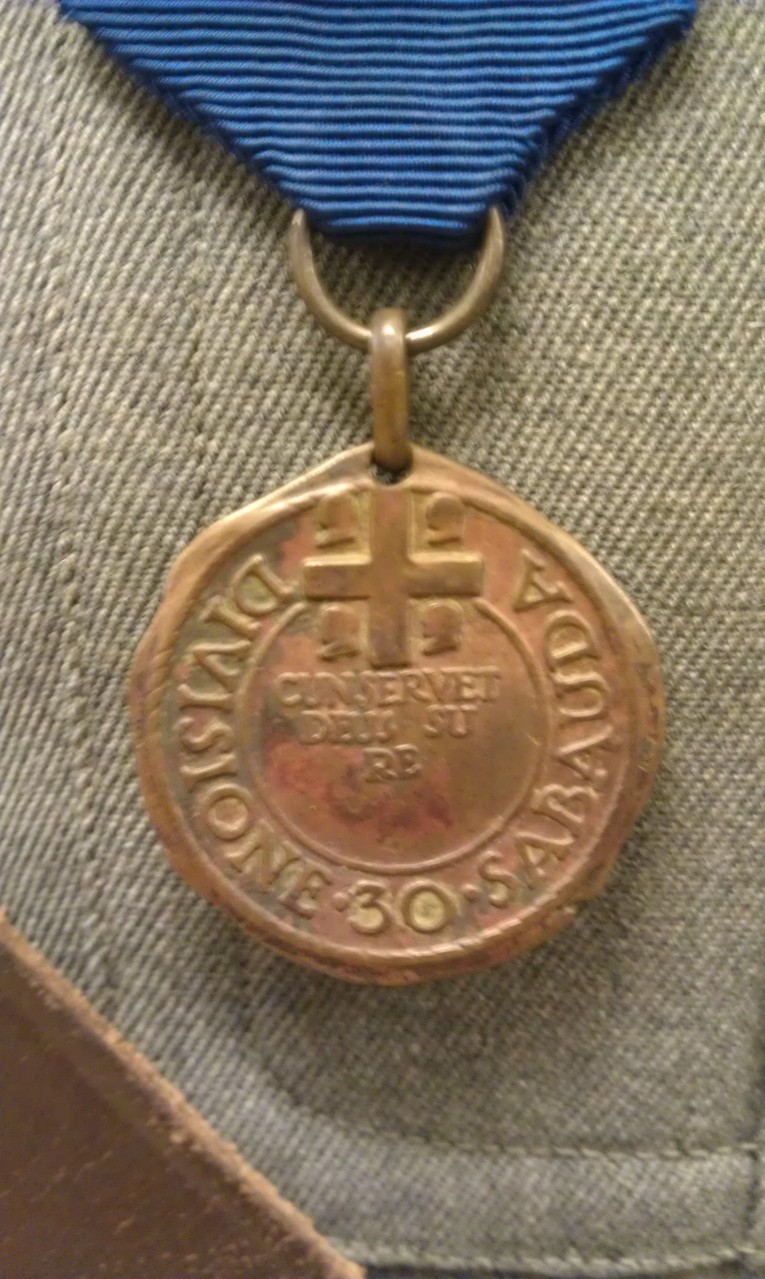 DIVISIONE · 30 · SABAUDA
CUNSERVET
DEUS SU
RE